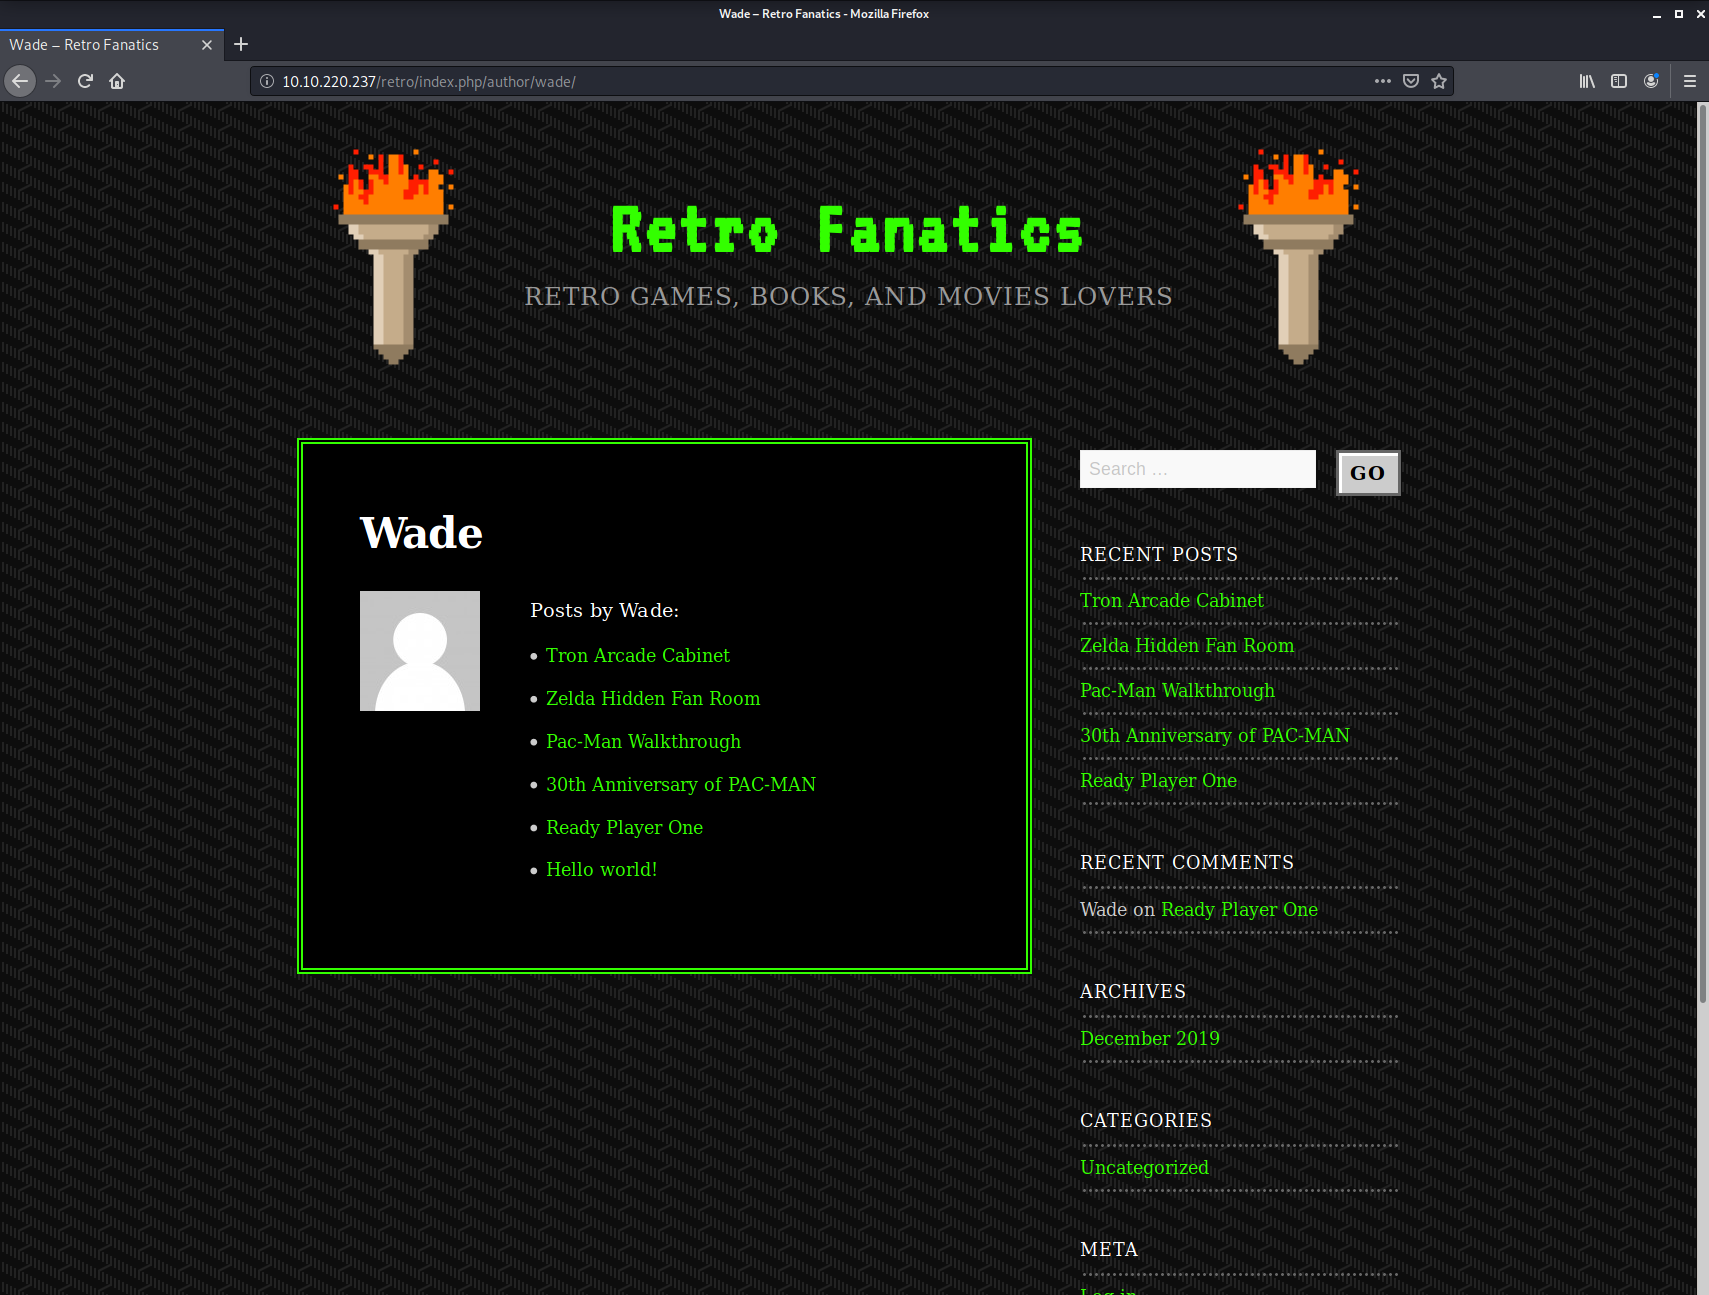 Wade – Retro Fanatics - Mozilla Firefox
Wade – Retro Fanatics
10.10.220.237/retro/index.php/author/wade/
Retro Fanatics
RETRO GAMES, BOOKS, AND MOVIES LOVERS
Wade
Posts by Wade:
Tron Arcade Cabinet
Zelda Hidden Fan Room
Pac-Man Walkthrough
30th Anniversary of PAC-MAN
Ready Player One
Hello world!
Search …
GO
RECENT POSTS
Tron Arcade Cabinet
Zelda Hidden Fan Room
Pac-Man Walkthrough
30th Anniversary of PAC-MAN
Ready Player One
RECENT COMMENTS
Wade on Ready Player One
ARCHIVES
December 2019
CATEGORIES
Uncategorized
META
Log in